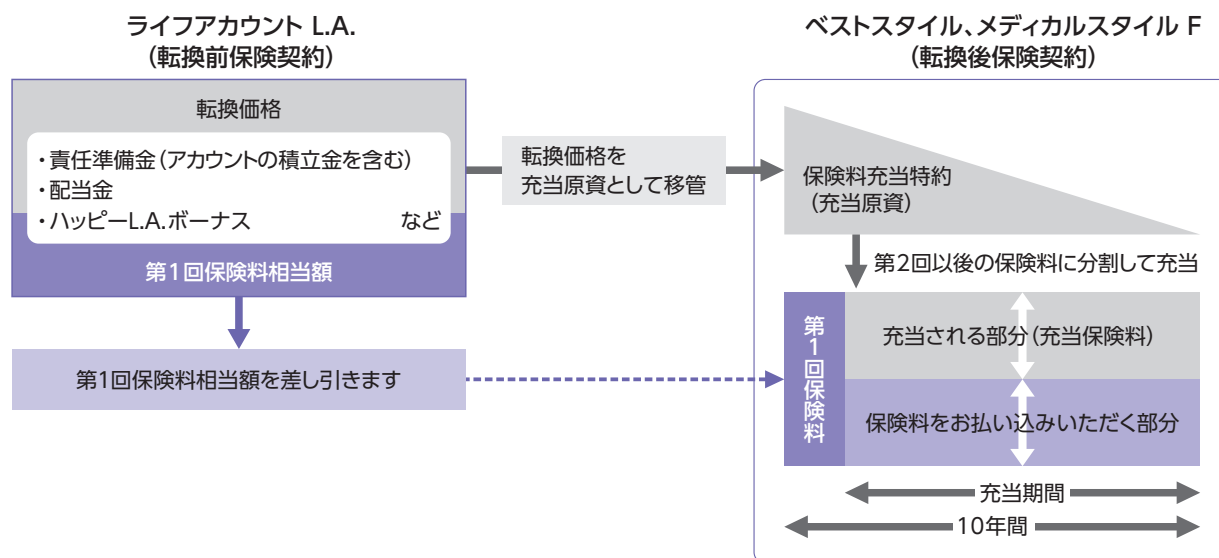 ライフアカウント L.A.
(転換前保険契約)
転換価格
・責任準備金(アカウントの積立金を含む)
・配当金
・ハッピーL.A.ボーナス など
第1回保険料相当額
第1回保険料相当額を差し引きます
転換価格を
充当原資として移管
ベストスタイル、メディカルスタイル F
(転換後保険契約)
保険料充当特約
(充当原資)
第2回以後の保険料に分割して充当
第1回保険料
充当される部分(充当保険料)
保険料をお払い込みいただく部分
充当期間
10年間